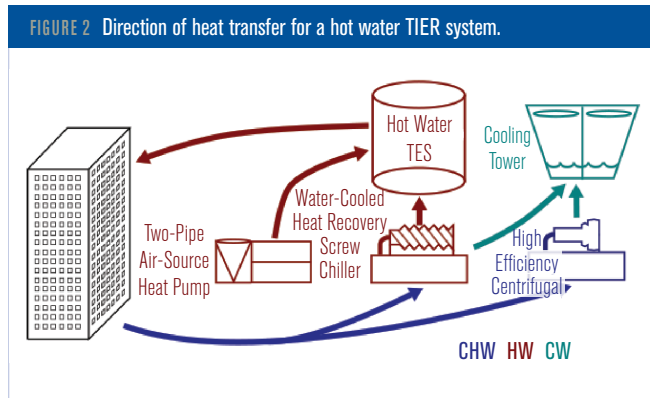 FIGURE 2 Direction of heat transfer for a hot water TIER system.
Hot Water
TES
Cooling
Tower
Water-Cooled
Heat Recovery
Screw
Chiller
Two-Pipe
Air-Source
Heat Pump
High
Efficiency
Centrifugal
CHW HW CW